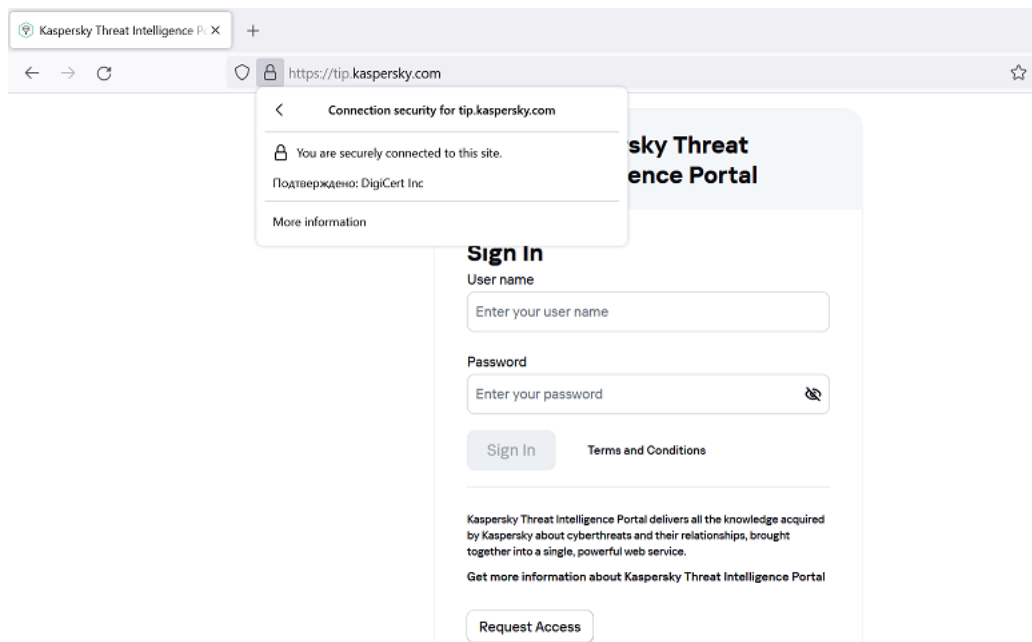 Kaspersky Threat Intelligence Po
https://tip.kaspersky.com
Connection security for tip.kaspersky.com
You are securely connected to this site.
Подтверждено: DigiCert Inc
More information
sky Threat
ence Portal
Sign In
User name
Enter your user name
Password
Enter your password
Sign In
Terms and Conditions
Kaspersky Threat Intelligence Portal delivers all the knowledge acquired
by Kaspersky about cyberthreats and their relationships, brought
together into a single, powerful web service.
Get more information about Kaspersky Threat Intelligence Portal
Request Access